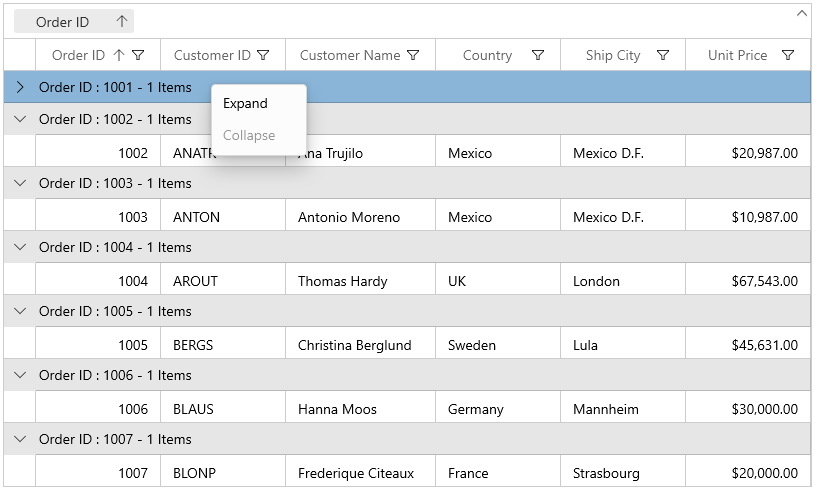 Order ID
Order ID Customer ID Customer Name Country Ship City Unit Price
Order ID : 1001 - 1 Items
Expand
Order ID : 1002 - 1 Items
Collapse
1002 Trujilo Mexico Mexico D.F. $20,987.00
Order ID : 1003 - 1 Items
1003 ANTON Antonio Moreno Mexico Mexico D.F. $10,987.00
Order ID : 1004 - 1 Items
1004 AROUT Thomas Hardy UK London $67,543.00
Order ID : 1005 - 1 Items
1005 BERGS Christina Berglund Sweden Lula $45,631.00
Order ID : 1006 - 1 Items
1006 BLAUS Hanna Moos Germany Mannheim $30,000.00
Order ID : 1007 - 1 Items
1007 BLONP Frederique Citeaux France Strasbourg $20,000.00